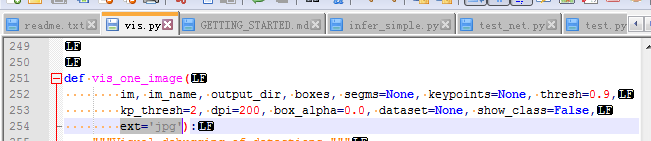 readme.txt vis.py GETTING_STARTED.md infer_simple.py test_net.py test.py
249 LF
250 LF
251 def vis_one_image(LF
252 im, im_name, output_dir, boxes, segms=None, keypoints=None, thresh=0.9,LF
253 kp_thresh=2, dpi=200, box_alpha=0.0, dataset=None, show_class=False,LF
254 ext='jpg'):LF
255 """Visual debugging of detections."""LF